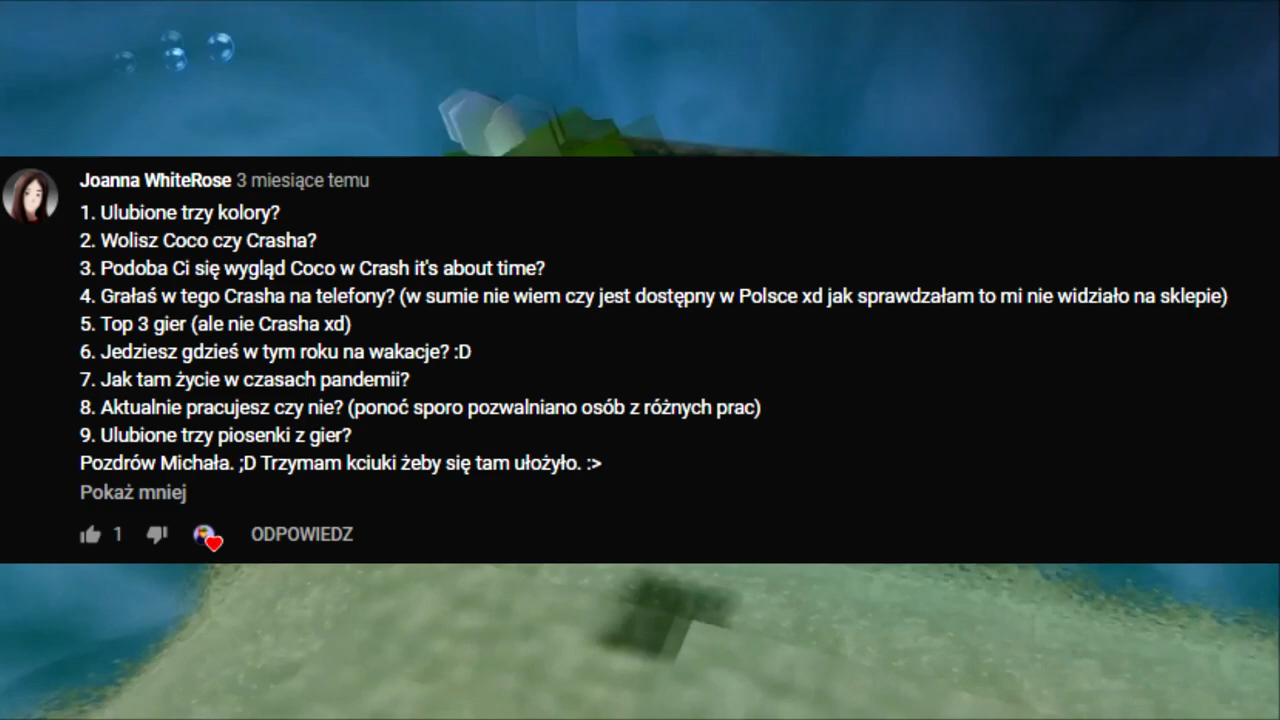 Joanna WhiteRose 3 miesiące temu
1. Ulubione trzy kolory?
2. Wolisz Coco czy Crasha?
3. Podoba Ci się wygląd Coco w Crash it's about time?
4. Grałaś w tego Crasha na telefony? (w sumie nie wiem czy jest dostępny w Polsce xd jak sprawdzałam to mi nie widziało na sklepie)
5. Top 3 gier (ale nie Crasha xd)
6. Jedziesz gdzieś w tym roku na wakacje? :D
7. Jak tam życie w czasach pandemii?
8. Aktualnie pracujesz czy nie? (ponoć sporo pozwalniano osób z różnych prac)
9. Ulubione trzy piosenki z gier?
Pozdrów Michała. ;D Trzymam kciuki żeby się tam ułożyło. :>
Pokaż mniej
1 ODPOWIEDZ